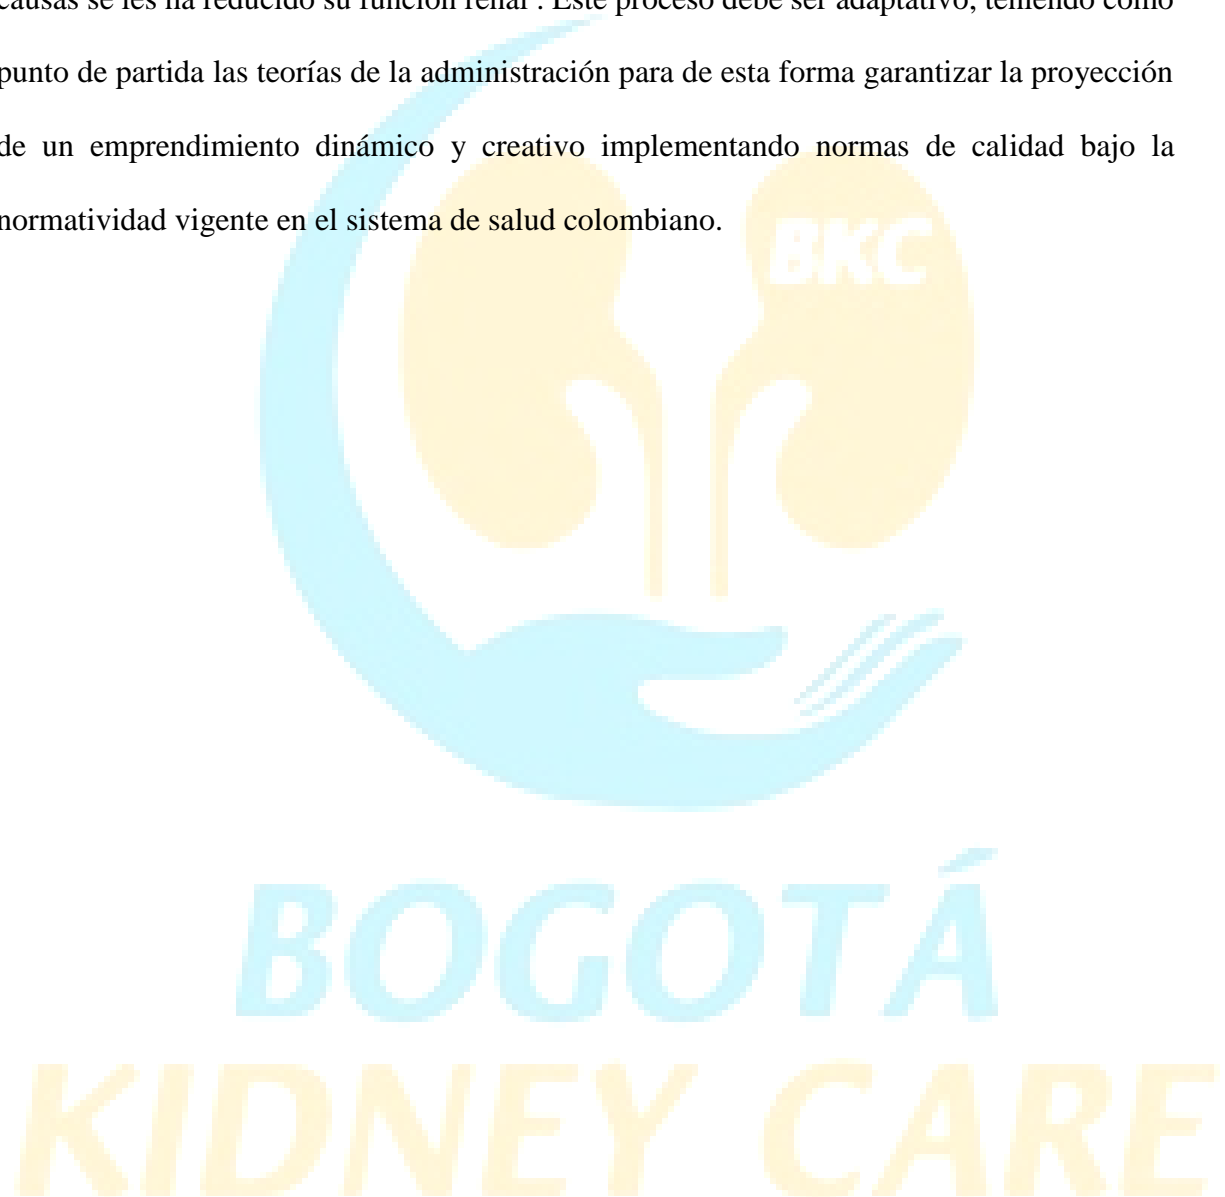 causas se les ha reducido su función renal . Este proceso debe ser adaptativo, teniendo como
punto de partida las teorías de la administración para de esta forma garantizar la proyección
de un emprendimiento dinámico y creativo implementando normas de calidad bajo la
normatividad vigente en el sistema de salud colombiano.
BKC
BOGOTÁ
KIDNEY CARE